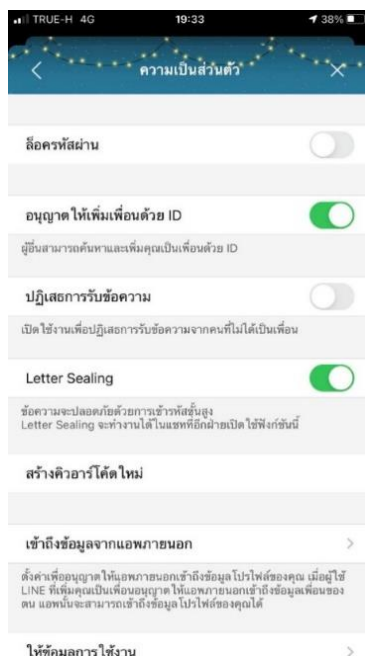 TRUE-H 4G 19:33 38%
ความเป็นส่วนตัว
ล็อครหัสผ่าน
อนุญาตให้เพิ่มเพื่อนด้วย ID
ผู้อื่นสามารถค้นหาและเพิ่มคุณเป็นเพื่อนด้วย ID
ปฏิเสธการรับข้อความ
เปิดใช้งานเพื่อปฏิเสธการรับข้อความจากคนที่ไม่ได้เป็นเพื่อน
Letter Sealing
ข้อความจะปลอดภัยด้วยการเข้ารหัสขั้นสูง
Letter Sealing จะทำงานได้ในแชทที่อีกฝ่ายเปิดใช้ฟังก์ชันนี้
สร้างคิวอาร์โค้ดใหม่
เข้าถึงข้อมูลจากแอพภายนอก
ตั้งค่าเพื่ออนุญาตให้แอพภายนอกเข้าถึงข้อมูลโปรไฟล์ของคุณ เมื่อผู้ใช้
LINE ที่เพิ่มคุณเป็นเพื่อนอนุญาตให้แอพภายนอกเข้าถึงข้อมูลเพื่อนของ
ตน แอพนั้นจะสามารถเข้าถึงข้อมูลโปรไฟล์ของคุณได้
ให้ข้อมูลการใช้งาน